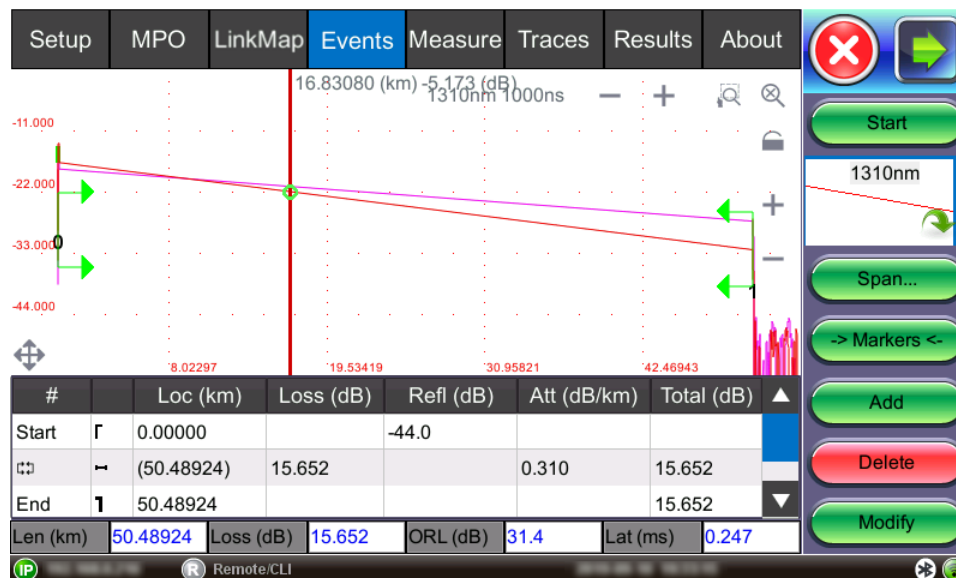 Setup MPO LinkMap Events Measure Traces Results About
16.83080 (km) -5.173 (dB)
1310nm 1000ns
-11.000
-22.000
-33.000
-44.000
0
1
8.02297 19.53419 30.95821 42.46943
# Loc (km) Loss (dB) Refl (dB) Att (dB/km) Total (dB)
Start 0.00000 -44.0
(50.48924) 15.652 0.310 15.652
End 50.48924 15.652
Len (km) 50.48924 Loss (dB) 15.652 ORL (dB) 31.4 Lat (ms) 0.247
IP R Remote/CLI
Start
1310nm
Span...
-> Markers <-
Add
Delete
Modify